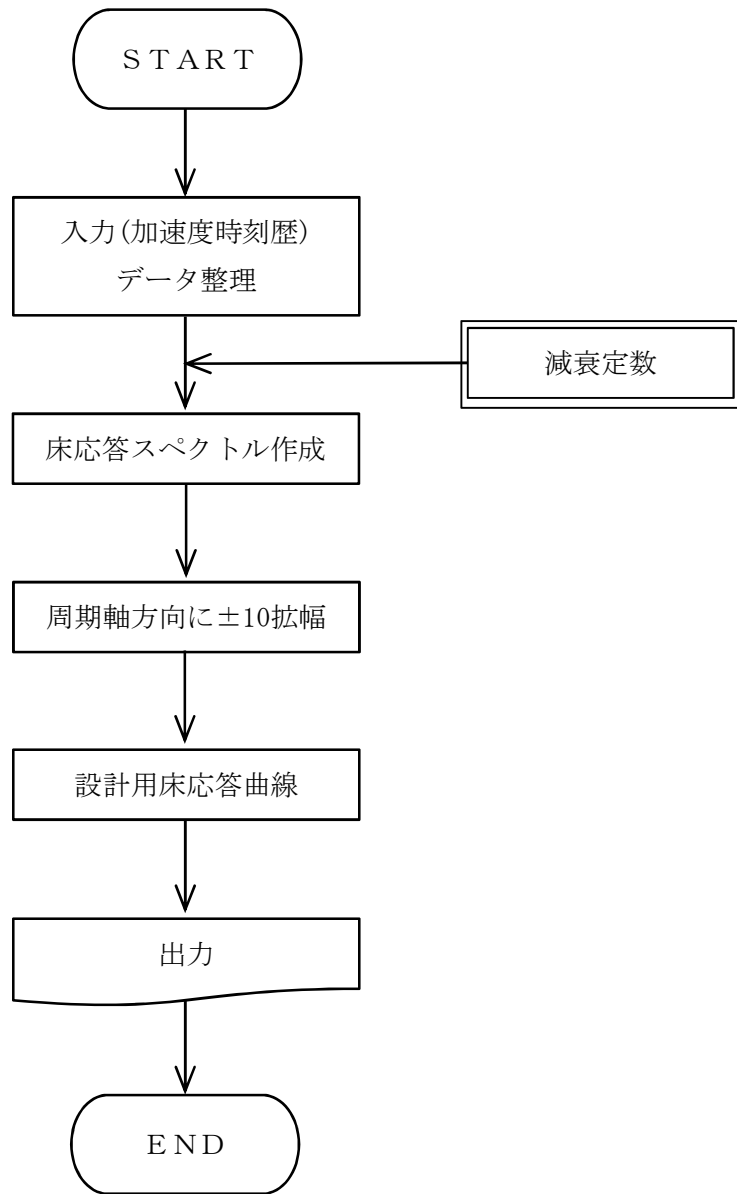 ＳＴＡＲＴ
入力(加速度時刻歴)
データ整理
減衰定数
床応答スペクトル作成
周期軸方向に±10拡幅
設計用床応答曲線
出力
ＥＮＤ